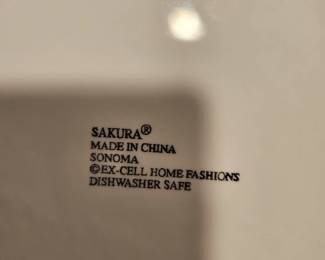 SAKURA®
MADE IN CHINA
SONOMA
©EX-CELL HOME FASHIONS
DISHWASHER SAFE